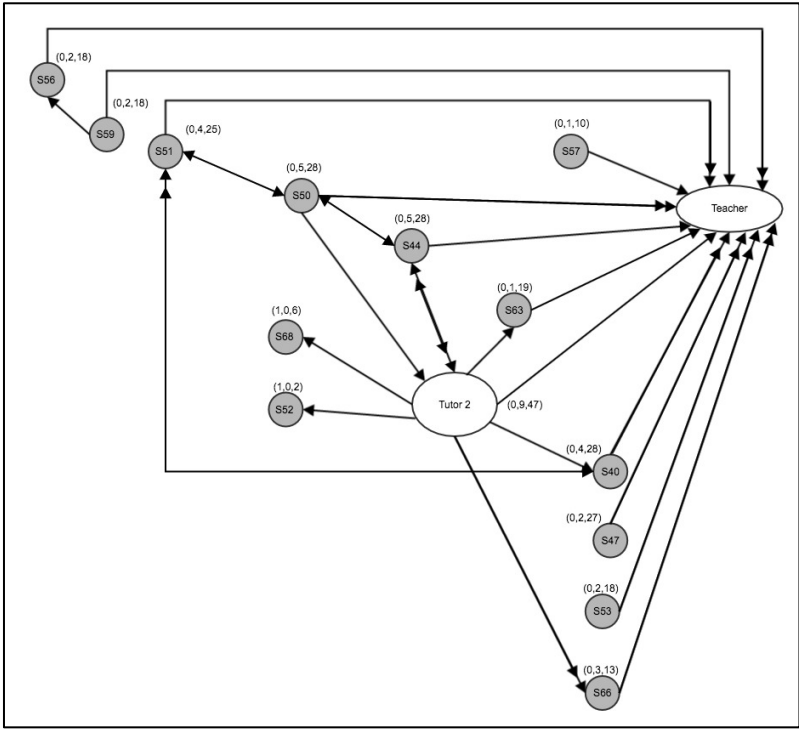 (0,2,18)
S56
(0,2,18)
S59
(0,4,25)
S51
(0,1,10)
S57
(0,5,28)
S50
Teacher
(0,5,28)
S44
(0,1,19)
S63
(1,0,6)
S68
(1,0,2)
S52
Tutor 2
(0,9,47)
(0,4,28)
S40
(0,2,27)
S47
(0,2,18)
S53
(0,3,13)
S66